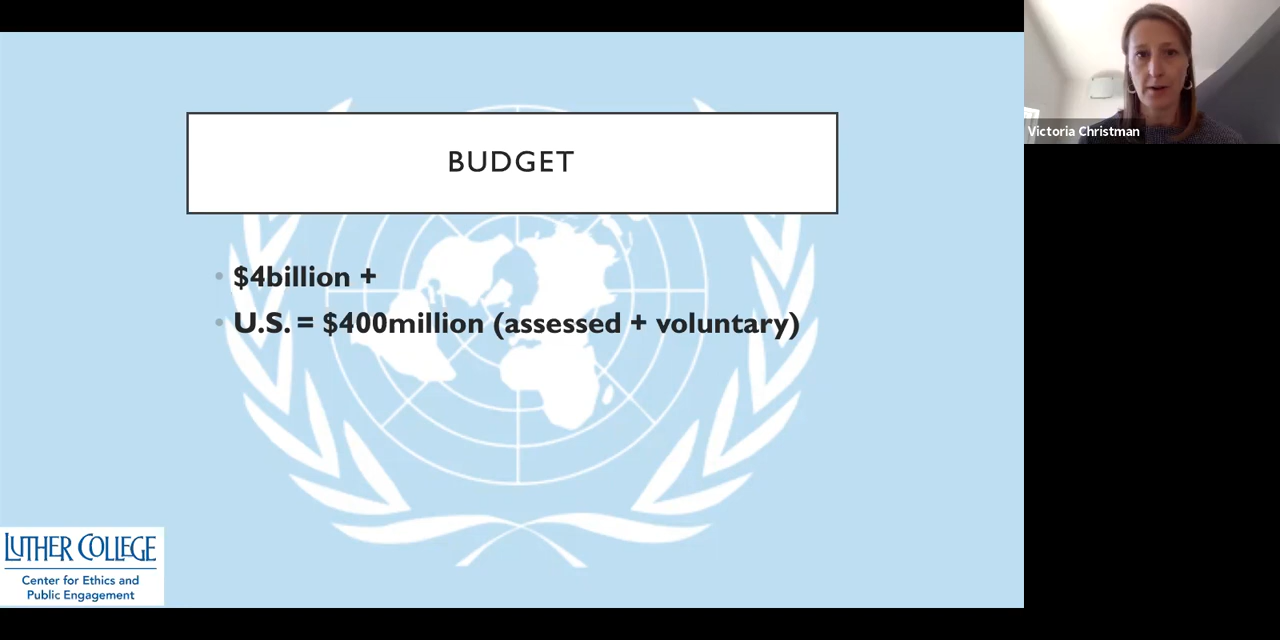 BUDGET
$4billion +
U.S. = $400million (assessed + voluntary)
LUTHER COLLEGE
Center for Ethics and
Public Engagement
Victoria Christman